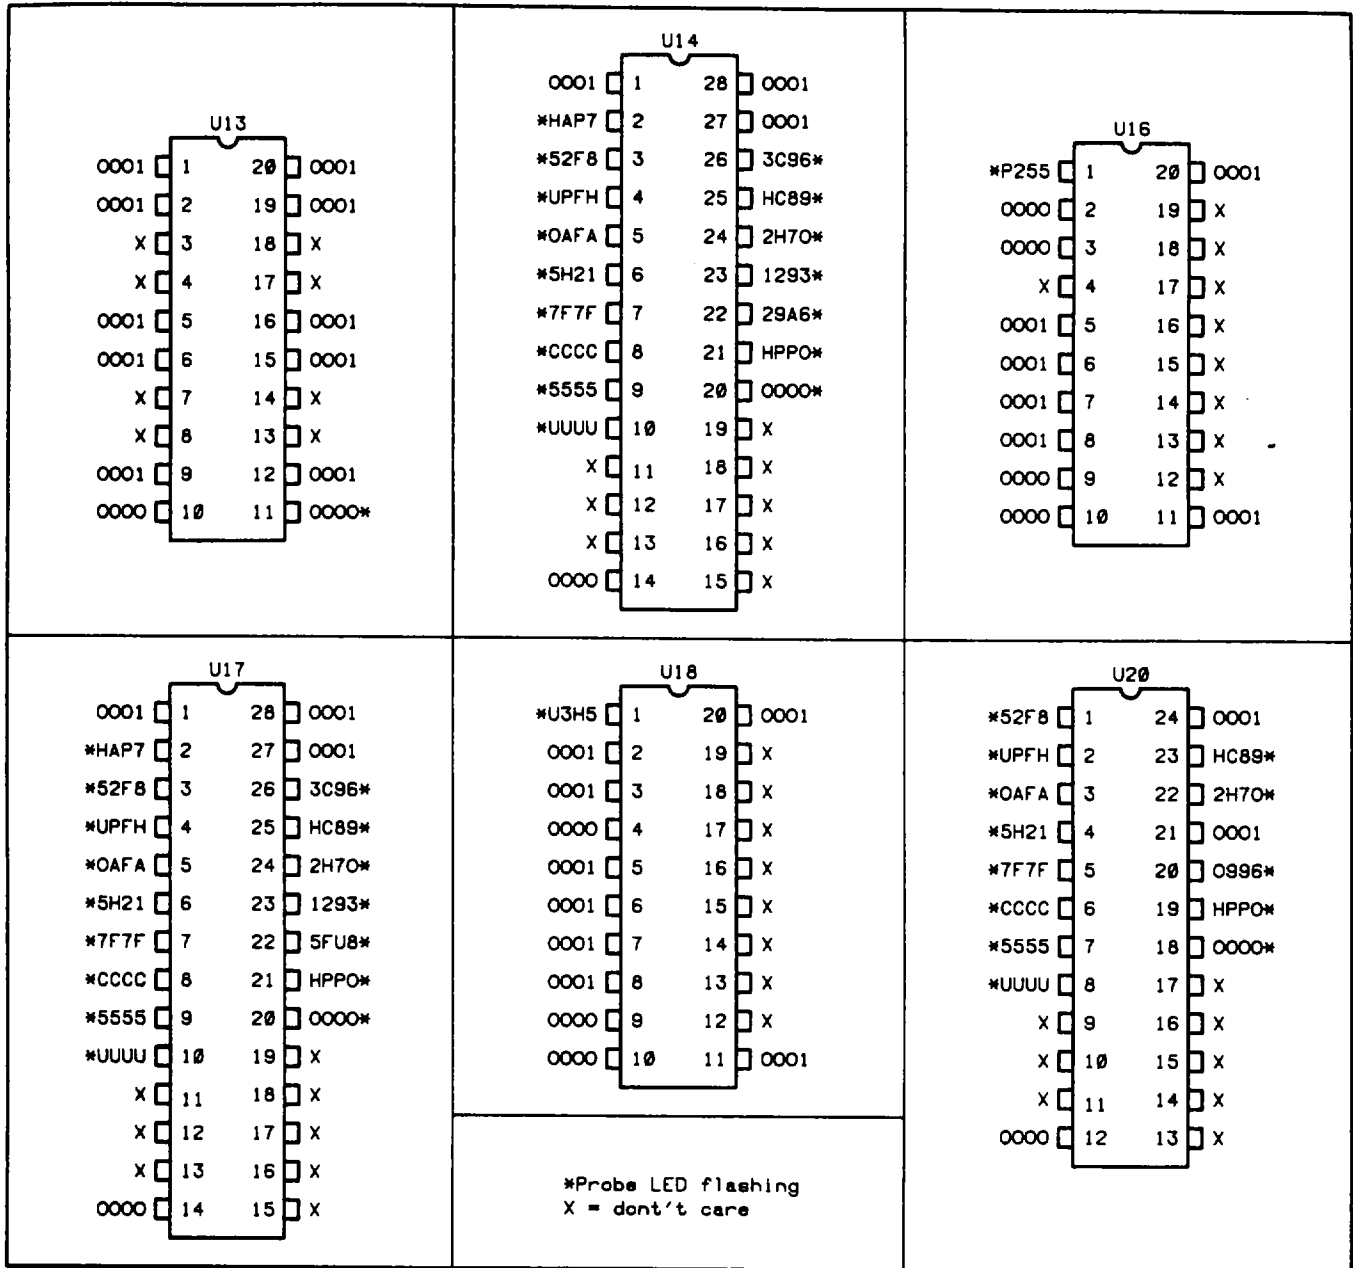 U13
0001 1 20 0001
0001 2 19 0001
X 3 18 X
X 4 17 X
0001 5 16 0001
0001 6 15 0001
X 7 14 X
X 8 13 X
0001 9 12 0001
0000 10 11 0000*
U14
0001 1 28 0001
*HAP7 2 27 0001
*52F8 3 26 3C96*
*UPFH 4 25 HC89*
*0AFA 5 24 2H70*
*5H21 6 23 1293*
*7F7F 7 22 29A6*
*CCCC 8 21 HPP0*
*5555 9 20 0000*
*UUUU 10 19 X
X 11 18 X
X 12 17 X
X 13 16 X
0000 14 15 X
U16
*P255 1 20 0001
0000 2 19 X
0000 3 18 X
X 4 17 X
0001 5 16 X
0001 6 15 X
0001 7 14 X
0001 8 13 X
0000 9 12 X
0000 10 11 0001
U17
0001 1 28 0001
*HAP7 2 27 0001
*52F8 3 26 3C96*
*UPFH 4 25 HC89*
*0AFA 5 24 2H70*
*5H21 6 23 1293*
*7F7F 7 22 5FU8*
*CCCC 8 21 HPP0*
*5555 9 20 0000*
*UUUU 10 19 X
X 11 18 X
X 12 17 X
X 13 16 X
0000 14 15 X
U18
*U3H5 1 20 0001
0001 2 19 X
0001 3 18 X
0000 4 17 X
0001 5 16 X
0001 6 15 X
0001 7 14 X
0001 8 13 X
0000 9 12 X
0000 10 11 0001
*Probe LED flashing
X = dont't care
U20
*52F8 1 24 0001
*UPFH 2 23 HC89*
*0AFA 3 22 2H70*
*5H21 4 21 0001
*7F7F 5 20 0996*
*CCCC 6 19 HPP0*
*5555 7 18 0000*
*UUUU 8 17 X
X 9 16 X
X 10 15 X
X 11 14 X
0000 12 13 X